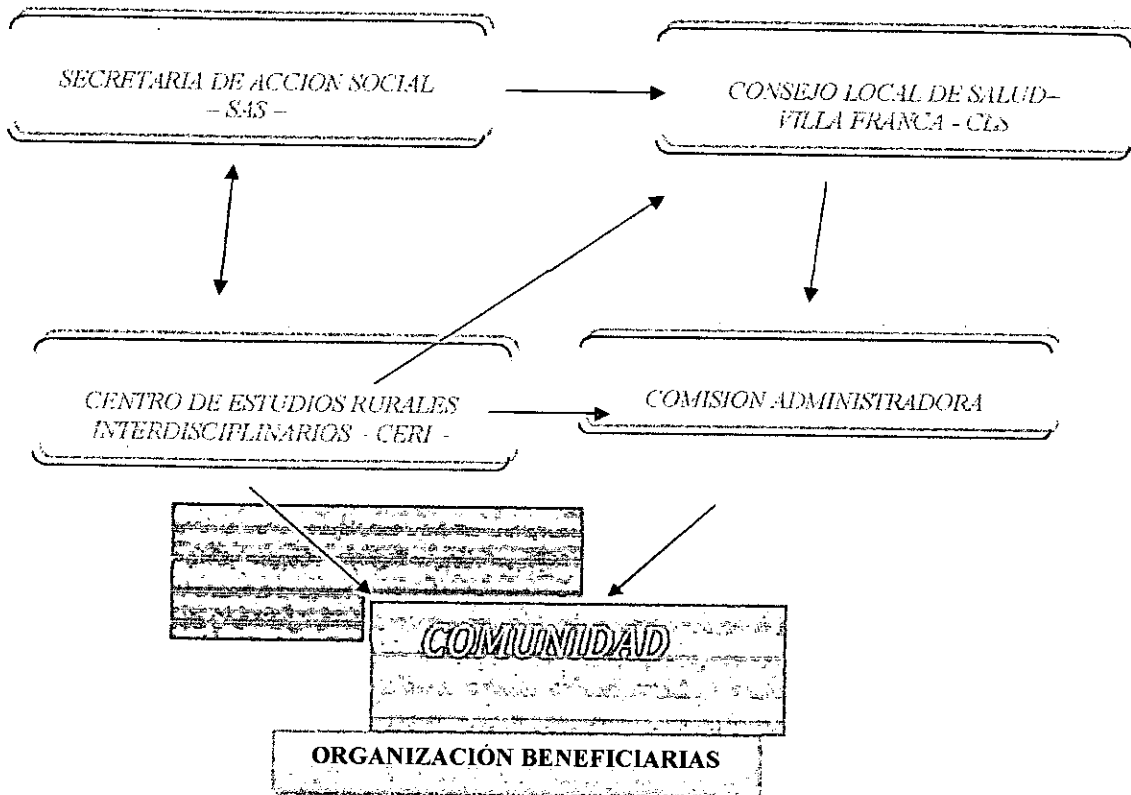 SECRETARIA DE ACCION SOCIAL
– SAS –
CONSEJO LOCAL DE SALUD–
VILLA FRANCA - CLS
CENTRO DE ESTUDIOS RURALES
INTERDISCIPLINARIOS - CERI -
COMISION ADMINISTRADORA
COMUNIDAD
ORGANIZACIÓN BENEFICIARIAS